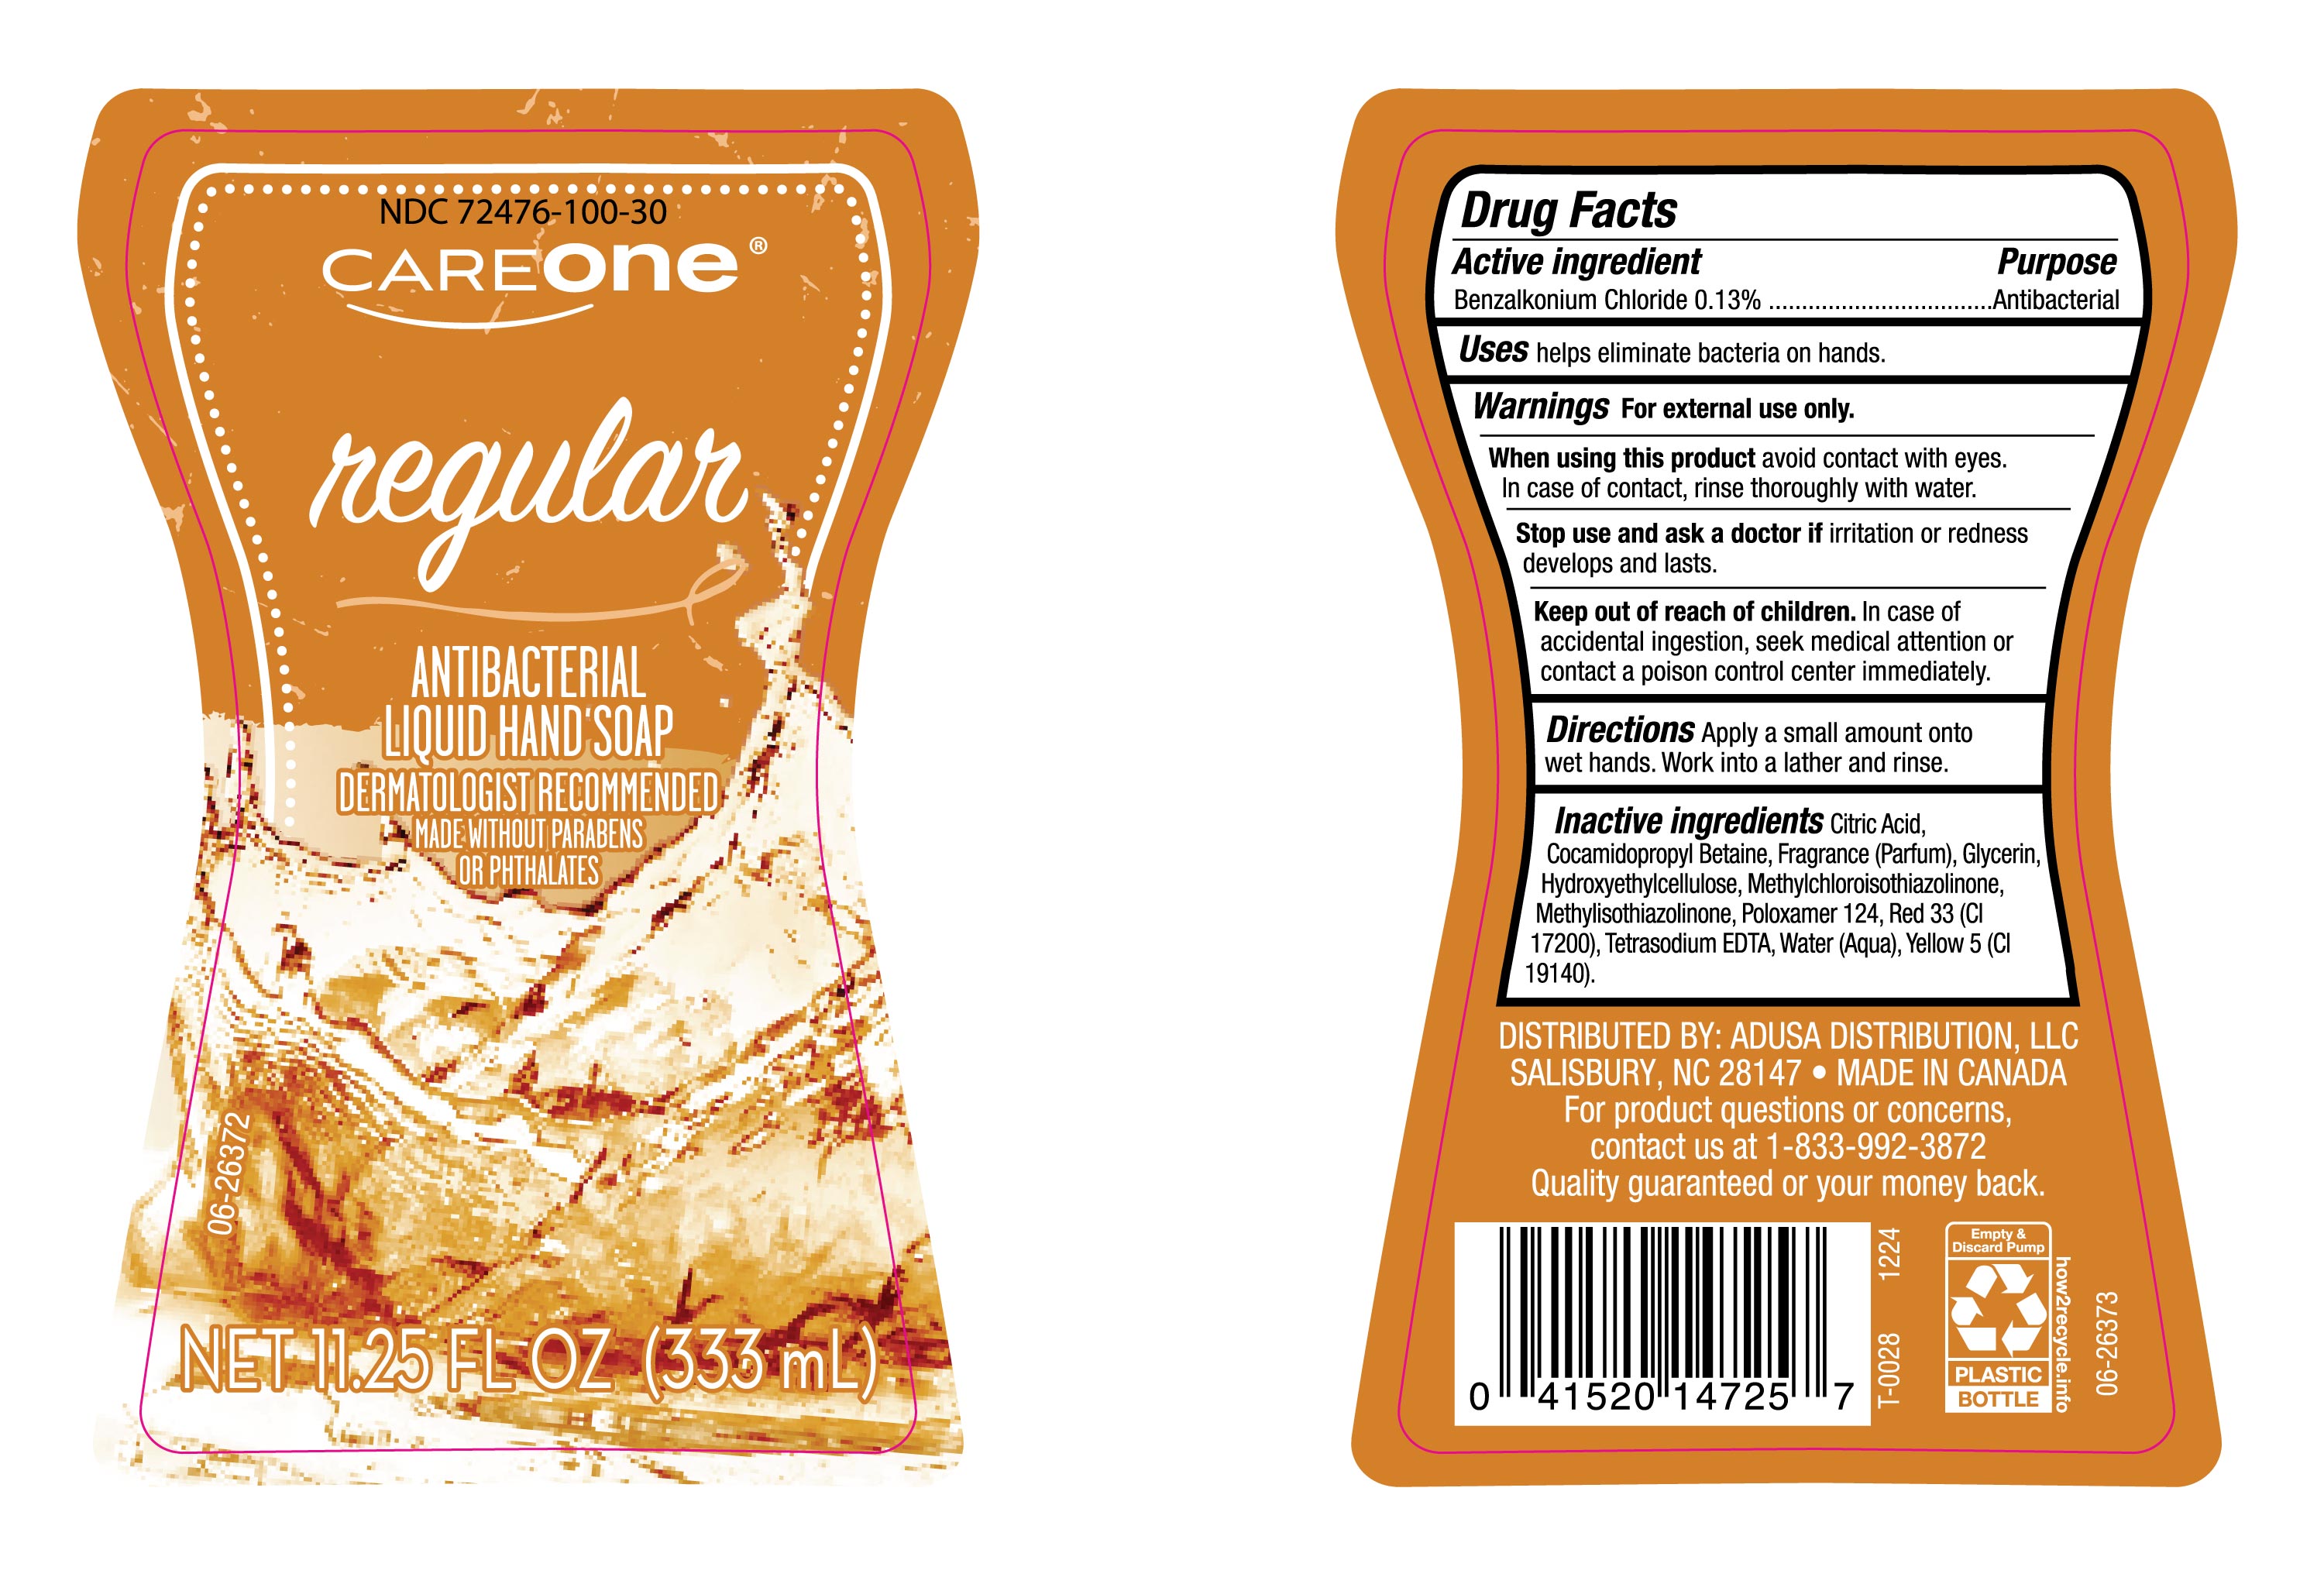 NDC 72476-100-30
CAREone®
regular
ANTIBACTERIAL
LIQUID HAND SOAP
DERMATOLOGIST RECOMMENDED
MADE WITHOUT PARABENS
OR PHTHALATES
06-26372
NET 11.25 FL OZ (333 mL)
Drug Facts
Active ingredient Purpose
Benzalkonium Chloride 0.13% ..................................Antibacterial
Uses helps eliminate bacteria on hands.
Warnings For external use only.
When using this product avoid contact with eyes.
In case of contact, rinse thoroughly with water.
Stop use and ask a doctor if irritation or redness
develops and lasts.
Keep out of reach of children. In case of
accidental ingestion, seek medical attention or
contact a poison control center immediately.
Directions Apply a small amount onto
wet hands. Work into a lather and rinse.
Inactive ingredients Citric Acid,
Cocamidopropyl Betaine, Fragrance (Parfum), Glycerin,
Hydroxyethylcellulose, Methylchloroisothiazolinone,
Methylisothiazolinone, Poloxamer 124, Red 33 (CI
17200), Tetrasodium EDTA, Water (Aqua), Yellow 5 (CI
19140).
DISTRIBUTED BY: ADUSA DISTRIBUTION, LLC
SALISBURY, NC 28147 • MADE IN CANADA
For product questions or concerns,
contact us at 1-833-992-3872
Quality guaranteed or your money back.
0 41520 14725 7
T-0028 1224
Empty &
Discard Pump
PLASTIC
BOTTLE
how2recycle.info
06-26373